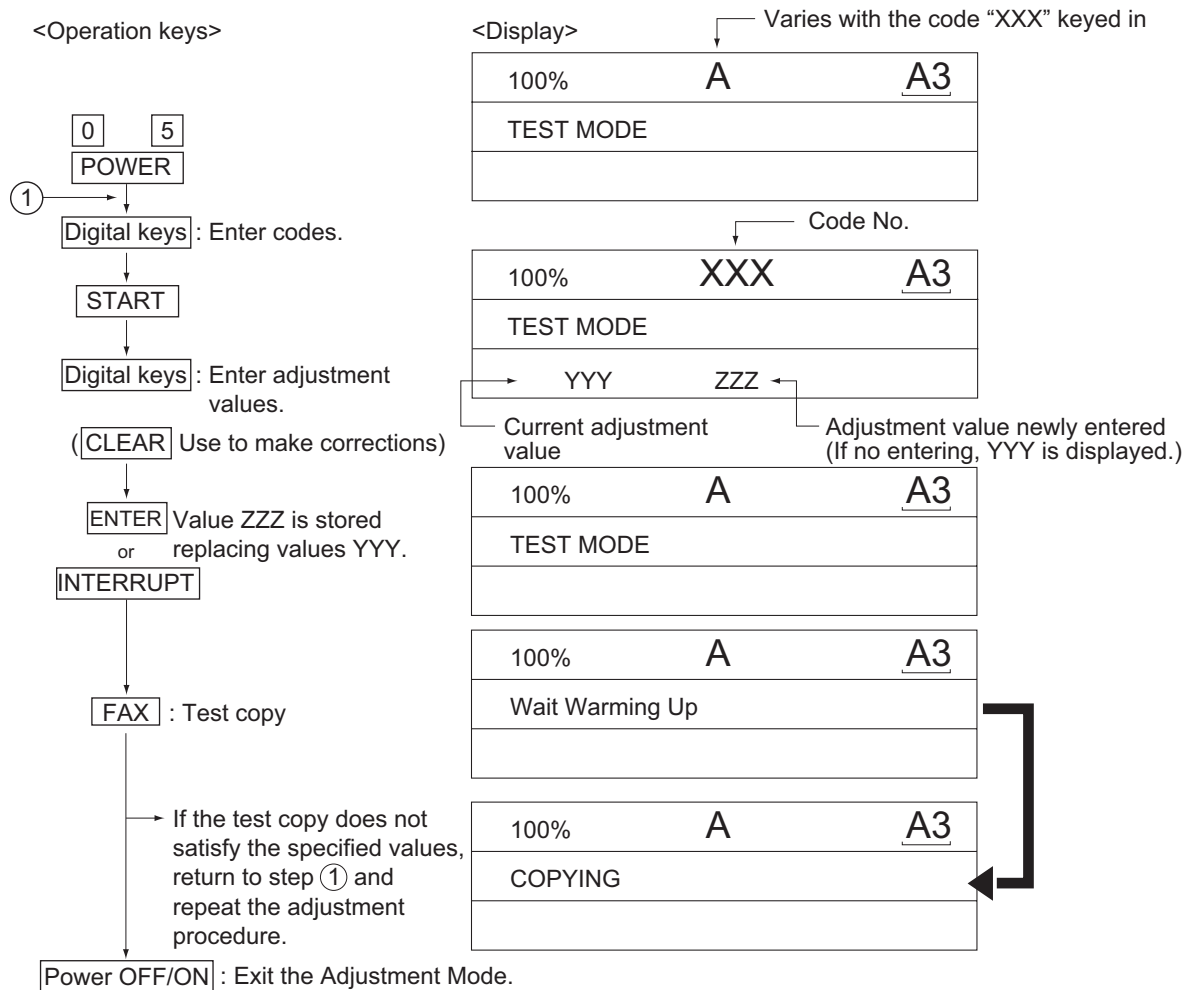 <Operation keys>
0 5
POWER
1
Digital keys : Enter codes.
START
Digital keys : Enter adjustment
values.
(CLEAR Use to make corrections)
ENTER Value ZZZ is stored
or replacing values YYY.
INTERRUPT
FAX : Test copy
If the test copy does not
satisfy the specified values,
return to step 1 and
repeat the adjustment
procedure.
Power OFF/ON : Exit the Adjustment Mode.
<Display>
Varies with the code “XXX” keyed in
100% A A3
TEST MODE
Code No.
100% XXX A3
TEST MODE
YYY ZZZ
Current adjustment
value
Adjustment value newly entered
(If no entering, YYY is displayed.)
100% A A3
TEST MODE
100% A A3
Wait Warming Up
100% A A3
COPYING